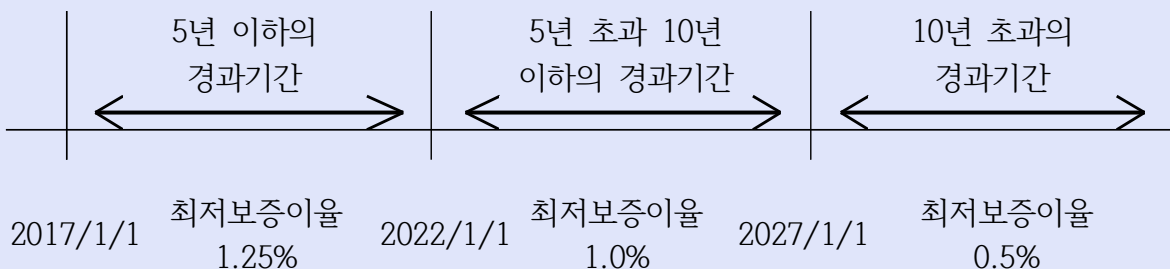 5년 이하의
경과기간
5년 초과 10년
이하의 경과기간
10년 초과의
경과기간
2017/1/1
최저보증이율
1.25%
2022/1/1
최저보증이율
1.0%
2027/1/1
최저보증이율
0.5%